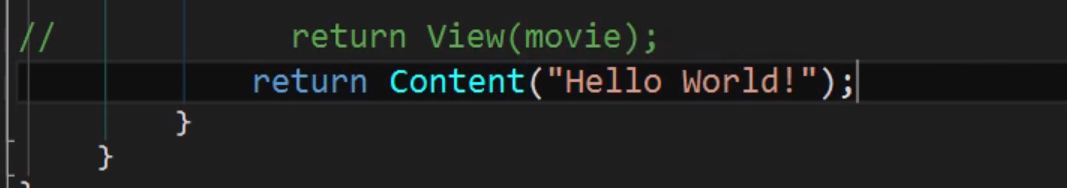 // return View(movie);
return Content("Hello World!");
}
}
}